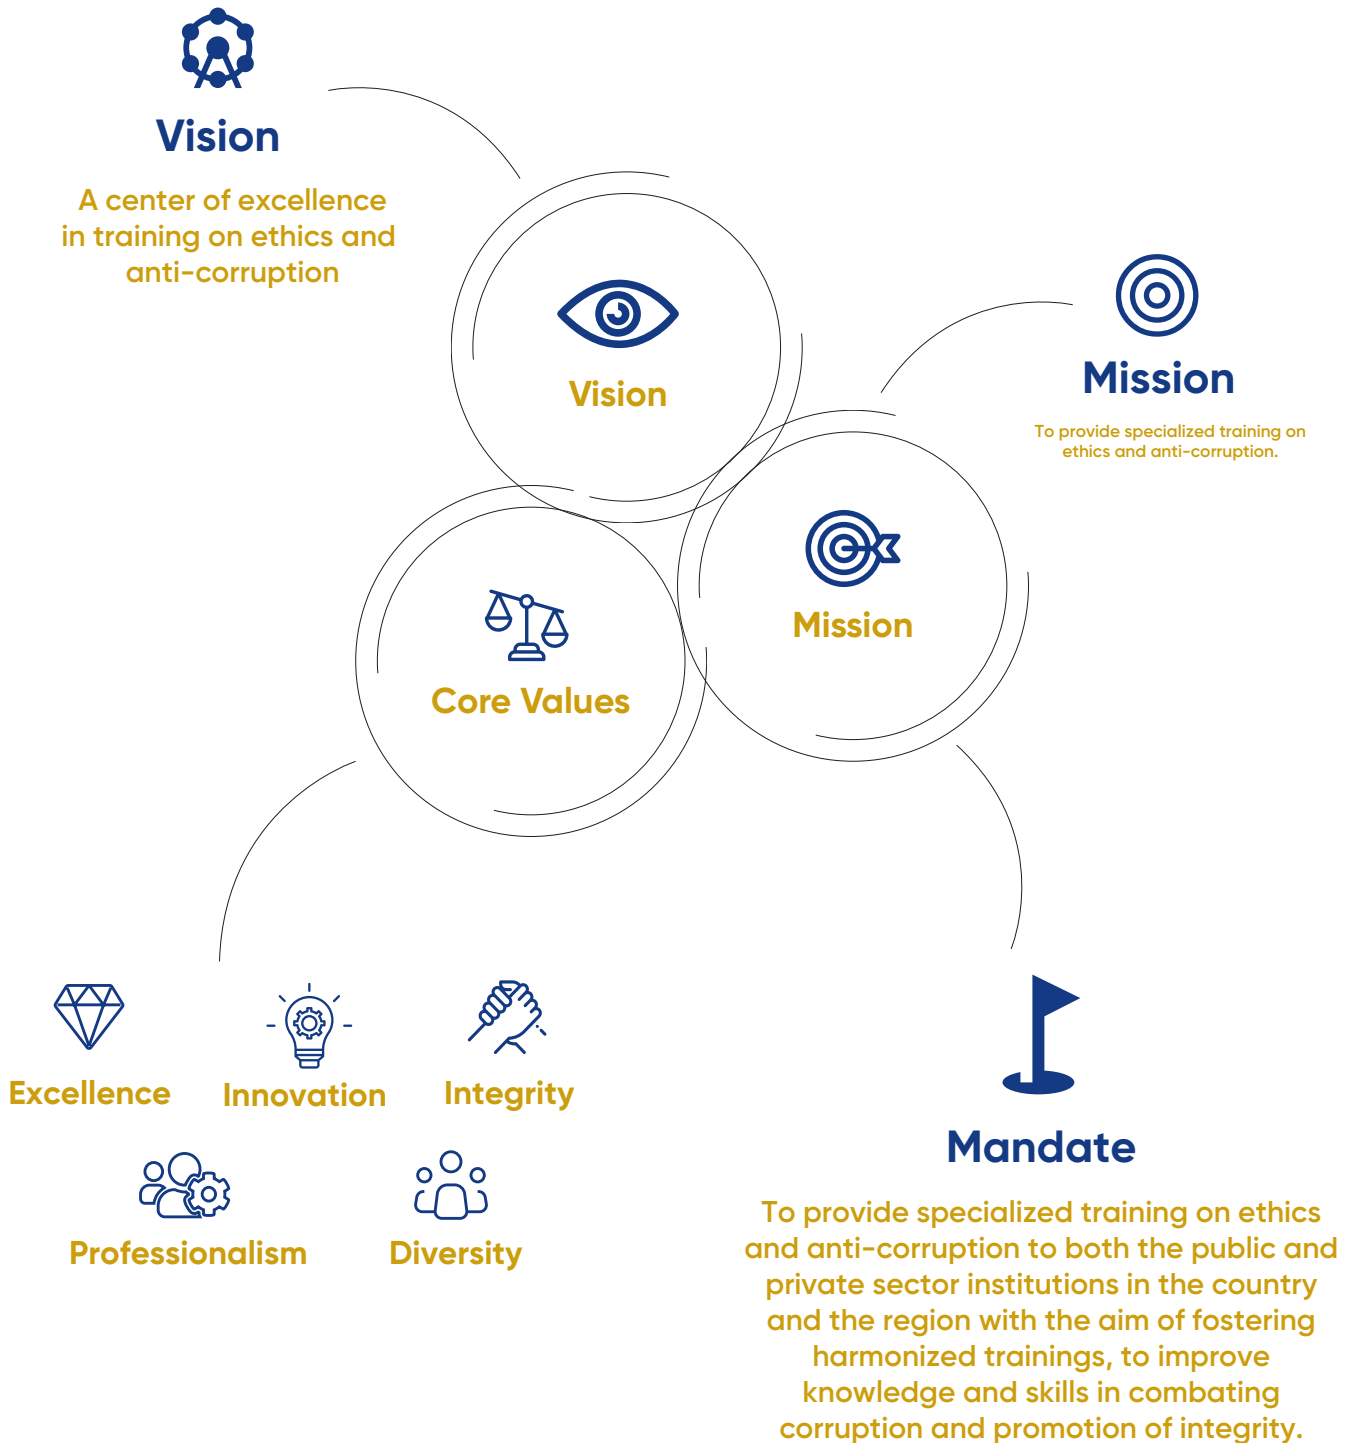 Vision
A center of excellence
in training on ethics and
anti-corruption
Vision
Mission
To provide specialized training on
ethics and anti-corruption.
Mission
Core Values
Excellence
Innovation
Integrity
Professionalism
Diversity
Mandate
To provide specialized training on ethics
and anti-corruption to both the public and
private sector institutions in the country
and the region with the aim of fostering
harmonized trainings, to improve
knowledge and skills in combating
corruption and promotion of integrity.